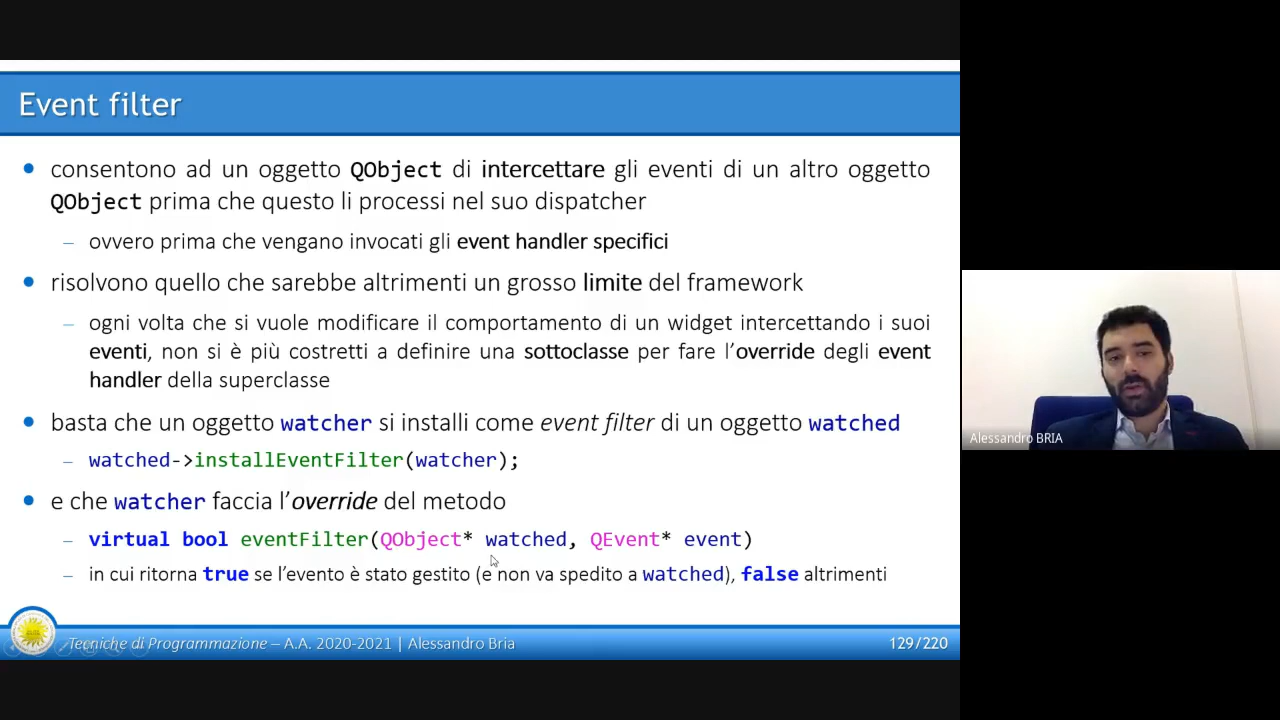 Event filter
consentono ad un oggetto QObject di intercettare gli eventi di un altro oggetto
QObject prima che questo li processi nel suo dispatcher
– ovvero prima che vengano invocati gli event handler specifici
risolvono quello che sarebbe altrimenti un grosso limite del framework
– ogni volta che si vuole modificare il comportamento di un widget intercettando i suoi
eventi, non si è più costretti a definire una sottoclasse per fare l'override degli event
handler della superclasse
basta che un oggetto watcher si installi come event filter di un oggetto watched
– watched->installEventFilter(watcher);
e che watcher faccia l'override del metodo
– virtual bool eventFilter(QObject* watched, QEvent* event)
– in cui ritorna true se l'evento è stato gestito (e non va spedito a watched), false altrimenti
Tecniche di Programmazione – A.A. 2020-2021 | Alessandro Bria
129/220
Alessandro BRIA